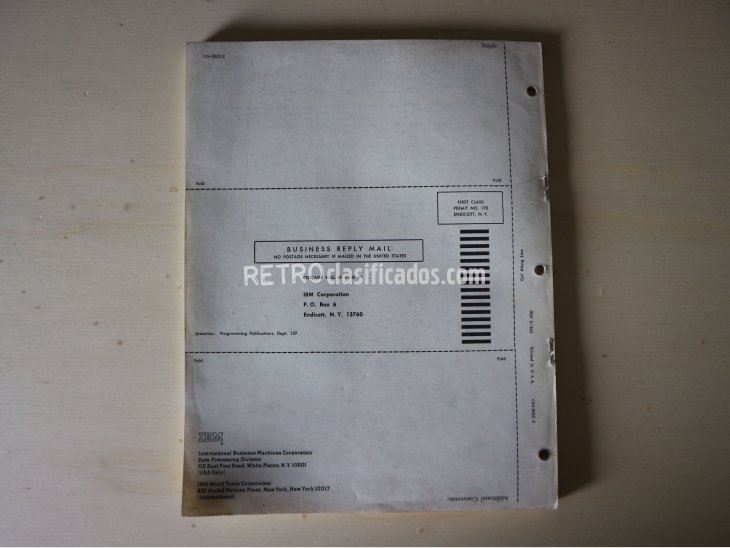 Staple
Fold
Fold
FIRST CLASS
PERMIT NO. 170
ENDICOTT, N. Y.
BUSINESS REPLY MAIL
NO POSTAGE NECESSARY IF MAILED IN THE UNITED STATES
RETROclasificados.com
IBM Corporation
P. O. Box 6
Endicott, N. Y. 13760
Attention: Programming Publications, Dept. 157
Fold
Fold
Cut Along Line
Printed in U.S.A.
IBM
International Business Machines Corporation
Data Processing Division
112 East Post Road, White Plains, N Y 10601
(USA Only)
IBM World Trade Corporation
821 United Nations Plaza, New York, New York 10017
(International)
Additional Comments: